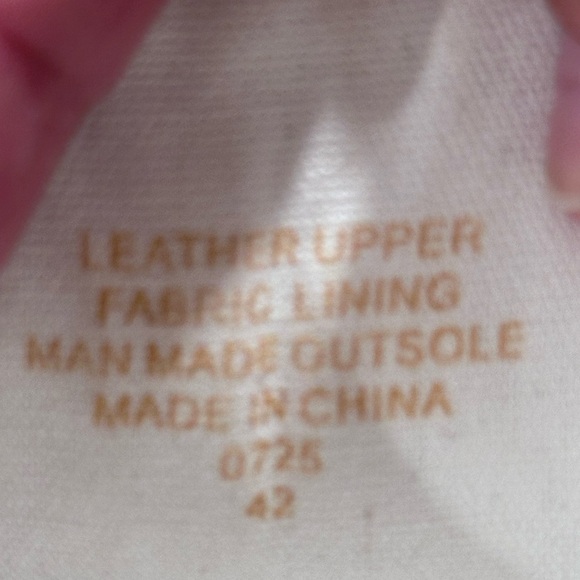 LEATHER UPPER
FABRIC LINING
MAN MADE OUTSOLE
MADE IN CHINA
0725
42